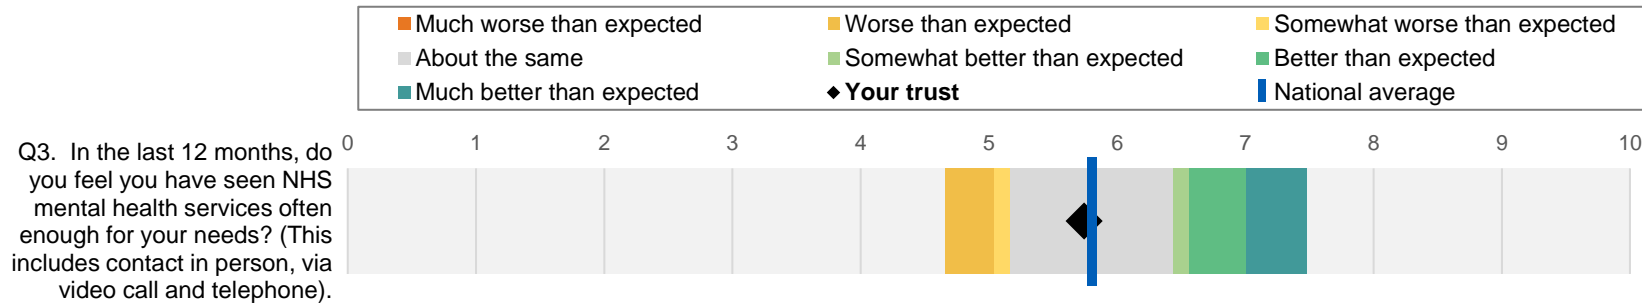 Much worse than expected
Worse than expected
Somewhat worse than expected
About the same
Somewhat better than expected
Better than expected
Much better than expected
Your trust
National average
0 1 2 3 4 5 6 7 8 9 10
Q3. In the last 12 months, do
you feel you have seen NHS
mental health services often
enough for your needs? (This
includes contact in person, via
video call and telephone).